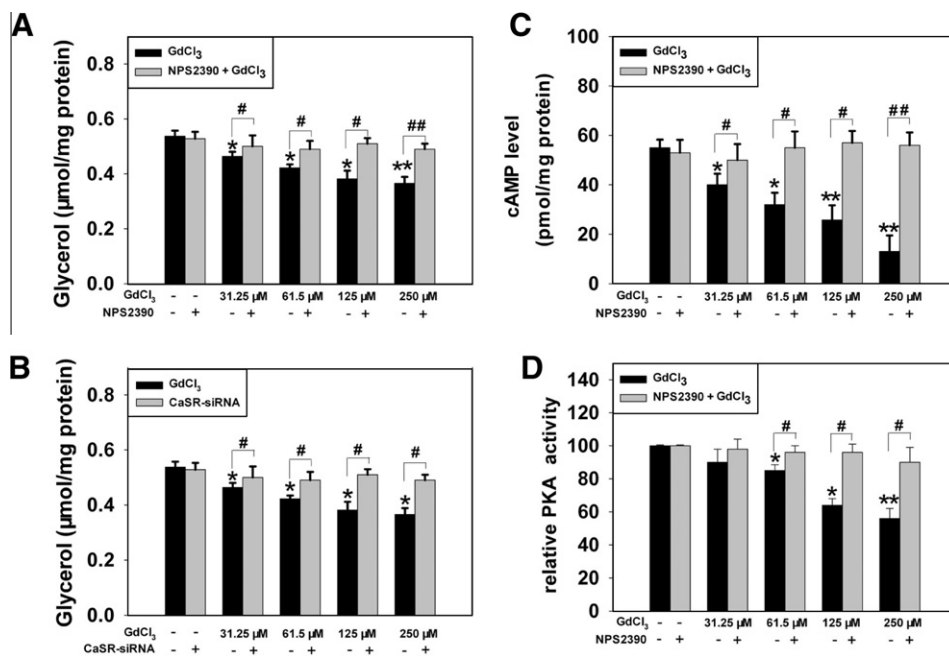 A
Glycerol (μmol/mg protein)
0.8
0.6
0.4
0.2
0.0
GdCl3
NPS2390 + GdCl3
# # # ##
* * * **
GdCl3 - - 31.25 μM 61.5 μM 125 μM 250 μM
NPS2390 - + - + - + - + - +
B
Glycerol (μmol/mg protein)
0.8
0.6
0.4
0.2
0.0
GdCl3
CaSR-siRNA
# # # #
* * * *
GdCl3 - - 31.25 μM 61.5 μM 125 μM 250 μM
CaSR-siRNA - + - + - + - + - +
C
cAMP level
(pmol/mg protein)
100
80
60
40
20
0
GdCl3
NPS2390 + GdCl3
# # # ##
* * ** **
GdCl3 - - 31.25 μM 61.5 μM 125 μM 250 μM
NPS2390 - + - + - + - + - +
D
relative PKA activity
140
120
100
80
60
40
20
0
GdCl3
NPS2390 + GdCl3
# # #
* * **
GdCl3 - - 31.25 μM 61.5 μM 125 μM 250 μM
NPS2390 - + - + - + - + - +